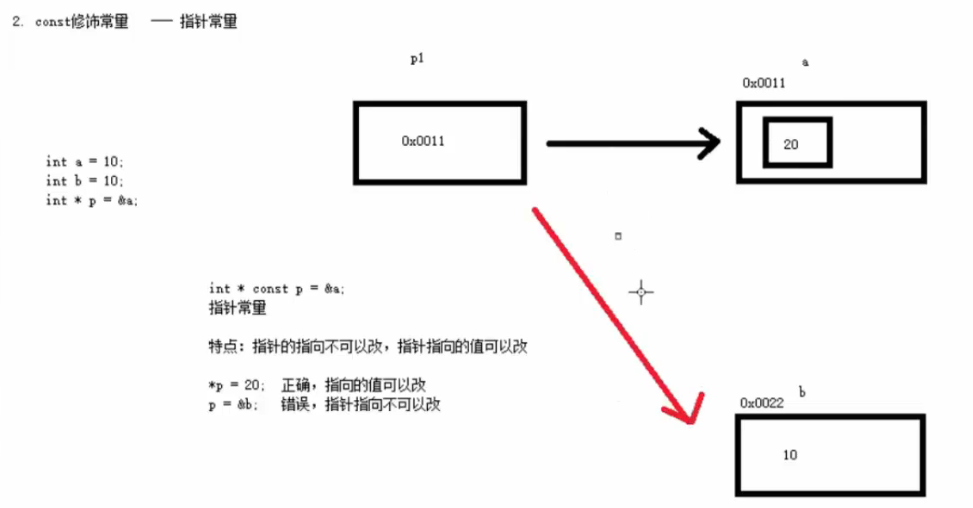 2. const修饰常量 —— 指针常量
p1
a
0x0011
0x0011
20
int a = 10;
int b = 10;
int * p = &a;
int * const p = &a;
指针常量
特点：指针的指向不可以改，指针指向的值可以改
*p = 20; 正确，指向的值可以改
p = &b; 错误，指针指向不可以改
b
0x0022
10